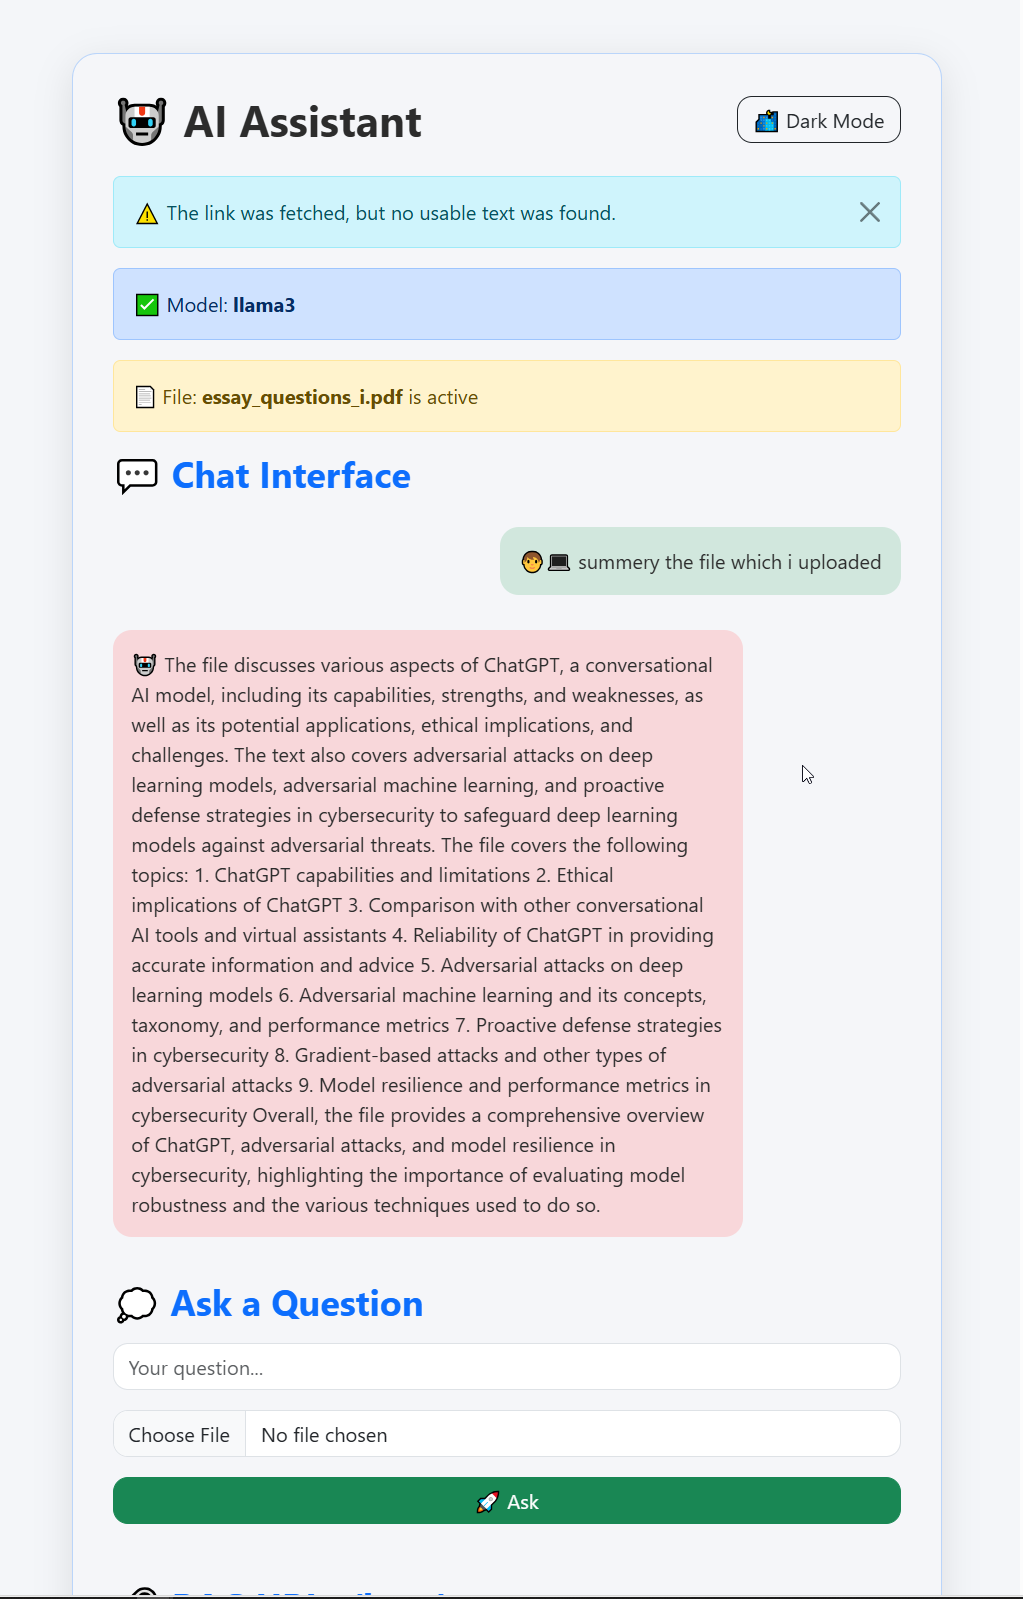 AI Assistant
Dark Mode
The link was fetched, but no usable text was found.
Model: llama3
File: essay_questions_i.pdf is active
Chat Interface
summery the file which i uploaded
The file discusses various aspects of ChatGPT, a conversational
AI model, including its capabilities, strengths, and weaknesses, as
well as its potential applications, ethical implications, and
challenges. The text also covers adversarial attacks on deep
learning models, adversarial machine learning, and proactive
defense strategies in cybersecurity to safeguard deep learning
models against adversarial threats. The file covers the following
topics: 1. ChatGPT capabilities and limitations 2. Ethical
implications of ChatGPT 3. Comparison with other conversational
AI tools and virtual assistants 4. Reliability of ChatGPT in providing
accurate information and advice 5. Adversarial attacks on deep
learning models 6. Adversarial machine learning and its concepts,
taxonomy, and performance metrics 7. Proactive defense strategies
in cybersecurity 8. Gradient-based attacks and other types of
adversarial attacks 9. Model resilience and performance metrics in
cybersecurity Overall, the file provides a comprehensive overview
of ChatGPT, adversarial attacks, and model resilience in
cybersecurity, highlighting the importance of evaluating model
robustness and the various techniques used to do so.
Ask a Question
Your question...
Choose File No file chosen
Ask